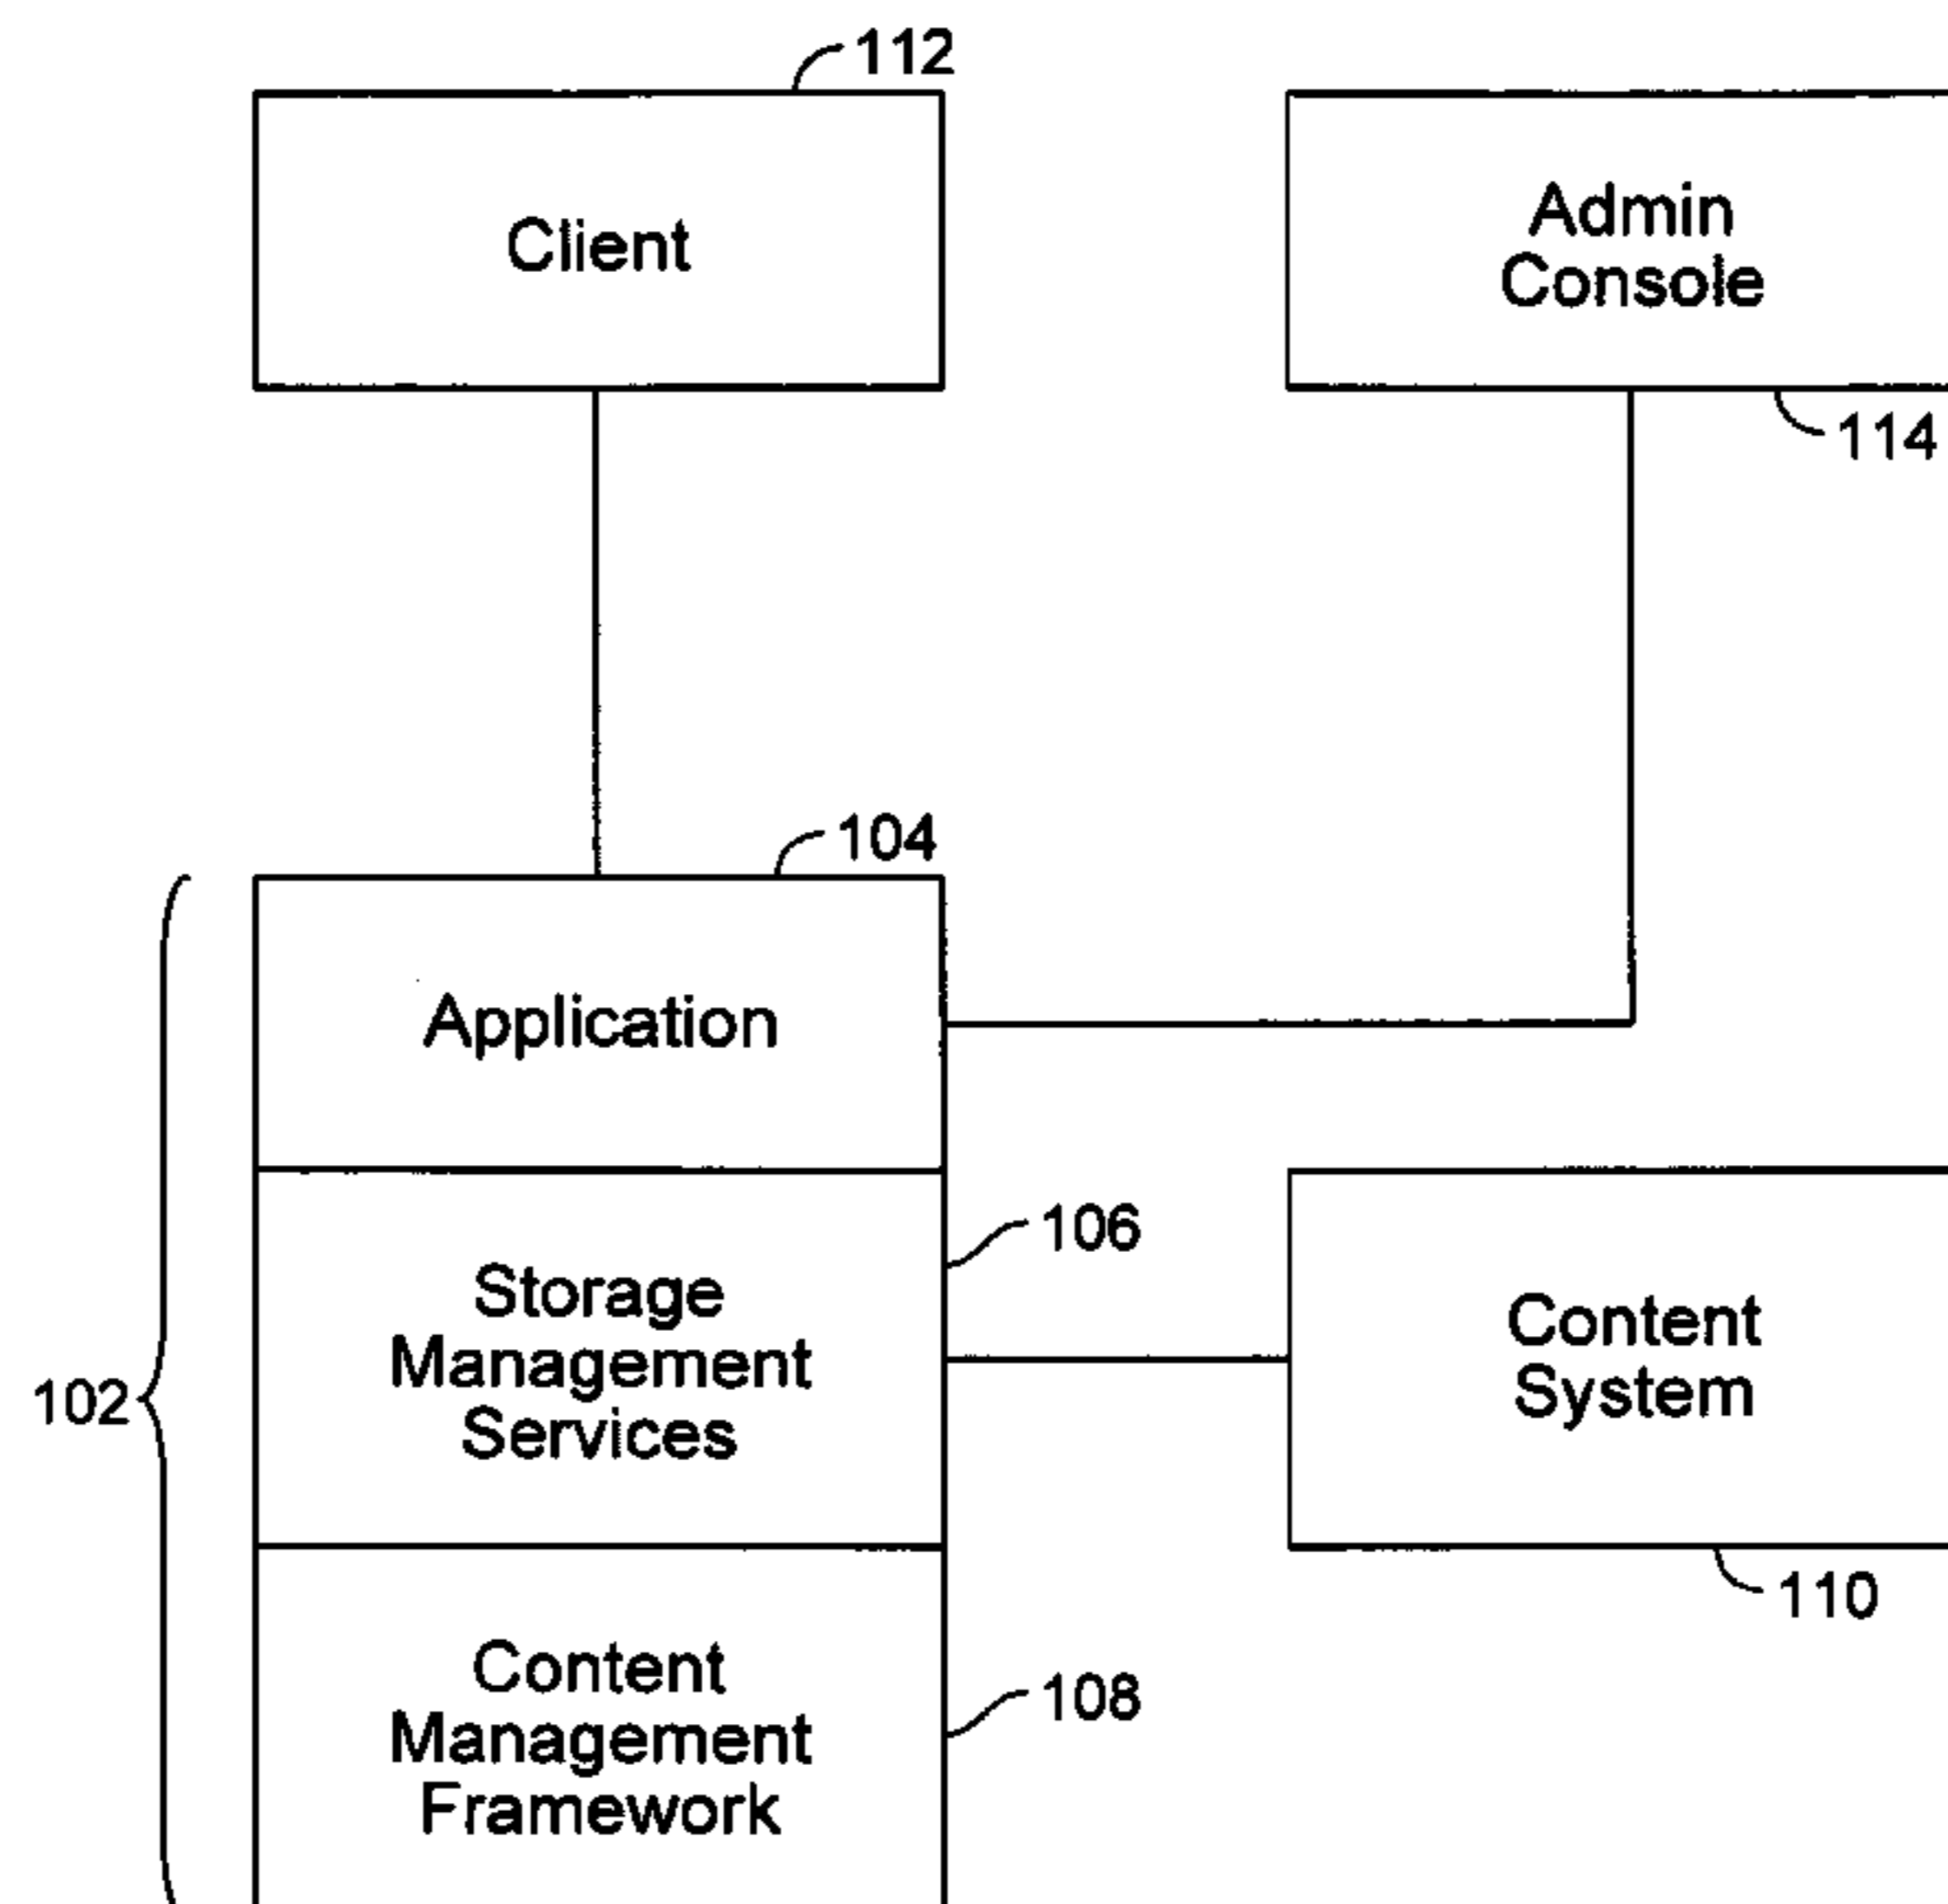 112
Client
Admin
Console
114
104
Application
106
Storage
Management
Services
102
Content
System
110
Content
Management
Framework
108